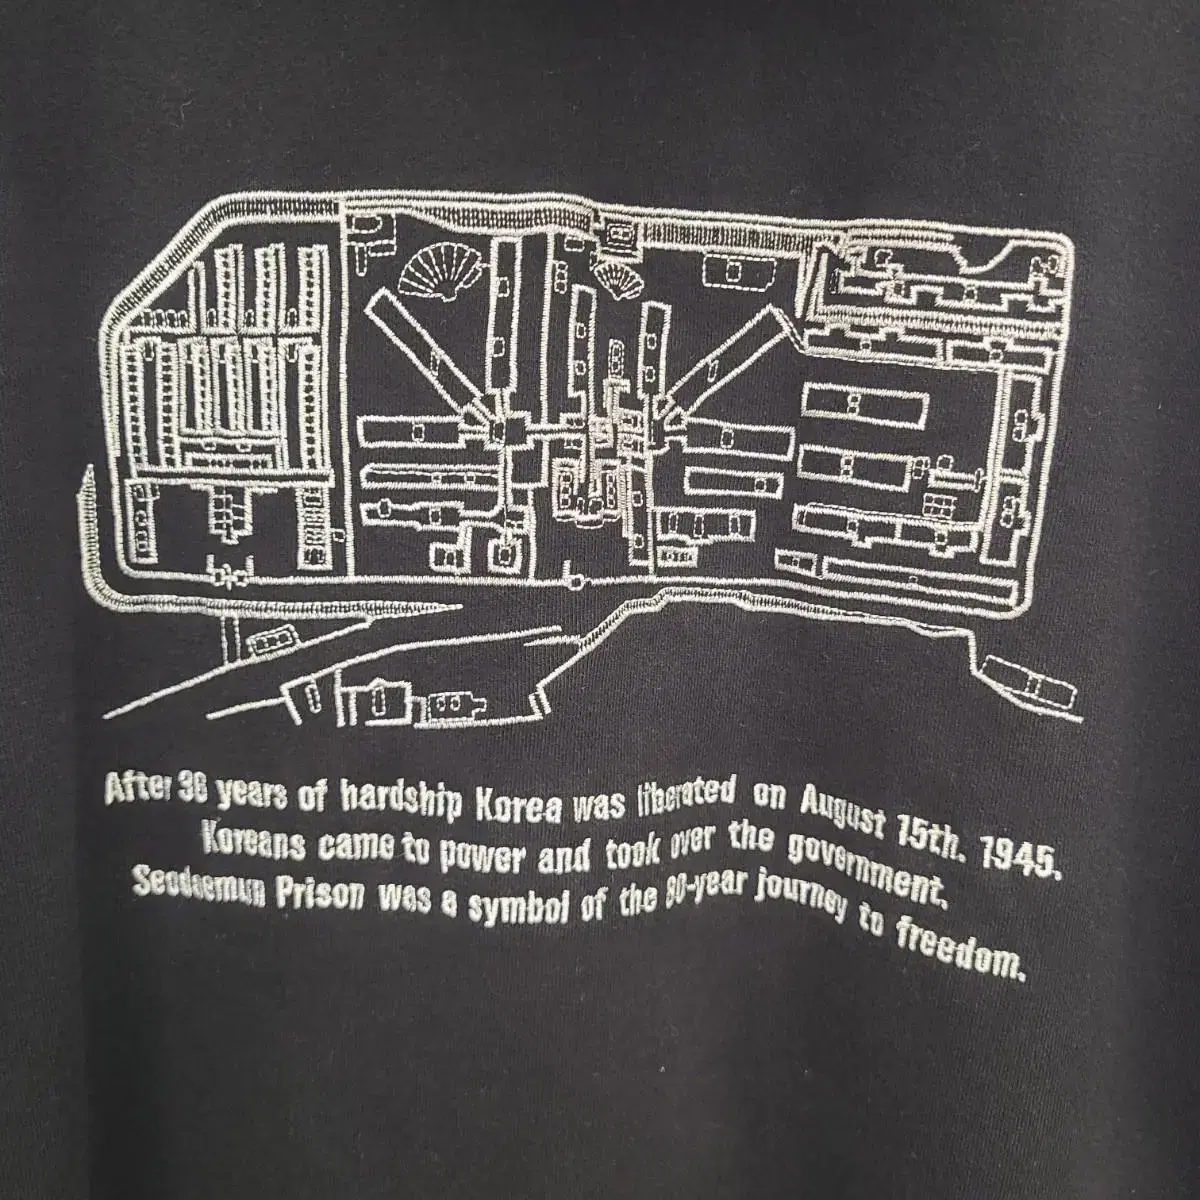 After 36 years of hardship Korea was liberated on August 15th. 1945.
Koreans came to power and took over the government.
Seodaemun Prison was a symbol of the 80-year journey to freedom.